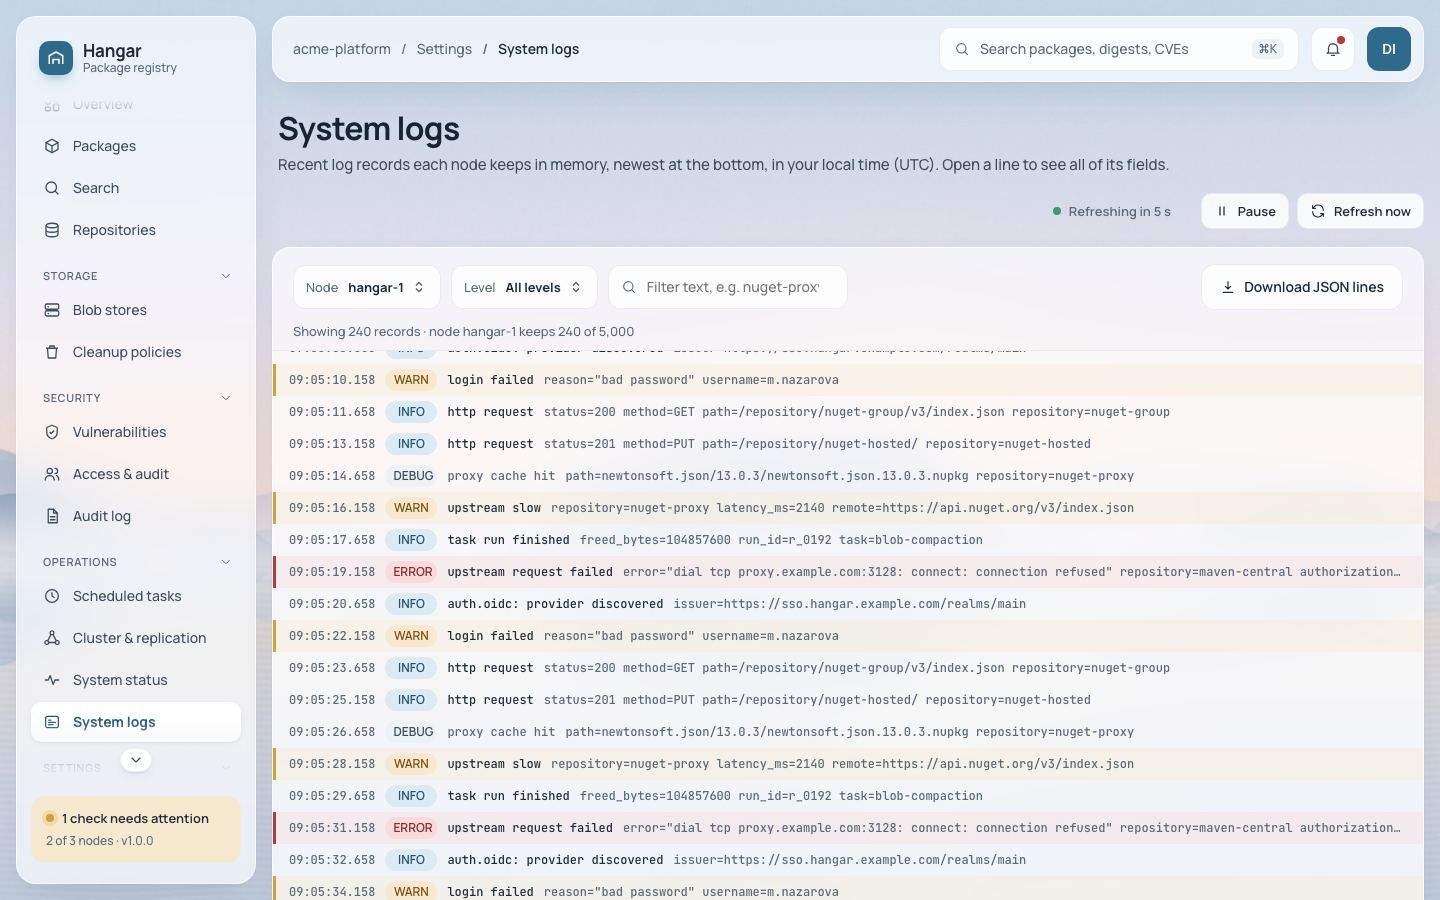 Hangar
Package registry
Overview
Packages
Search
Repositories
STORAGE
Blob stores
Cleanup policies
SECURITY
Vulnerabilities
Access & audit
Audit log
OPERATIONS
Scheduled tasks
Cluster & replication
System status
System logs
SETTINGS
1 check needs attention
2 of 3 nodes · v1.0.0
acme-platform / Settings / System logs
Search packages, digests, CVEs ⌘K
DI
System logs
Recent log records each node keeps in memory, newest at the bottom, in your local time (UTC). Open a line to see all of its fields.
Refreshing in 5 s
Pause
Refresh now
Node hangar-1
Level All levels
Filter text, e.g. nuget-proxy
Download JSON lines
Showing 240 records · node hangar-1 keeps 240 of 5,000
09:05:10.158 WARN login failed reason="bad password" username=m.nazarova
09:05:11.658 INFO http request status=200 method=GET path=/repository/nuget-group/v3/index.json repository=nuget-group
09:05:13.158 INFO http request status=201 method=PUT path=/repository/nuget-hosted/ repository=nuget-hosted
09:05:14.658 DEBUG proxy cache hit path=newtonsoft.json/13.0.3/newtonsoft.json.13.0.3.nupkg repository=nuget-proxy
09:05:16.158 WARN upstream slow repository=nuget-proxy latency_ms=2140 remote=https://api.nuget.org/v3/index.json
09:05:17.658 INFO task run finished freed_bytes=104857600 run_id=r_0192 task=blob-compaction
09:05:19.158 ERROR upstream request failed error="dial tcp proxy.example.com:3128: connect: connection refused" repository=maven-central authorization…
09:05:20.658 INFO auth.oidc: provider discovered issuer=https://sso.hangar.example.com/realms/main
09:05:22.158 WARN login failed reason="bad password" username=m.nazarova
09:05:23.658 INFO http request status=200 method=GET path=/repository/nuget-group/v3/index.json repository=nuget-group
09:05:25.158 INFO http request status=201 method=PUT path=/repository/nuget-hosted/ repository=nuget-hosted
09:05:26.658 DEBUG proxy cache hit path=newtonsoft.json/13.0.3/newtonsoft.json.13.0.3.nupkg repository=nuget-proxy
09:05:28.158 WARN upstream slow repository=nuget-proxy latency_ms=2140 remote=https://api.nuget.org/v3/index.json
09:05:29.658 INFO task run finished freed_bytes=104857600 run_id=r_0192 task=blob-compaction
09:05:31.158 ERROR upstream request failed error="dial tcp proxy.example.com:3128: connect: connection refused" repository=maven-central authorization…
09:05:32.658 INFO auth.oidc: provider discovered issuer=https://sso.hangar.example.com/realms/main
09:05:34.158 WARN login failed reason="bad password" username=m.nazarova